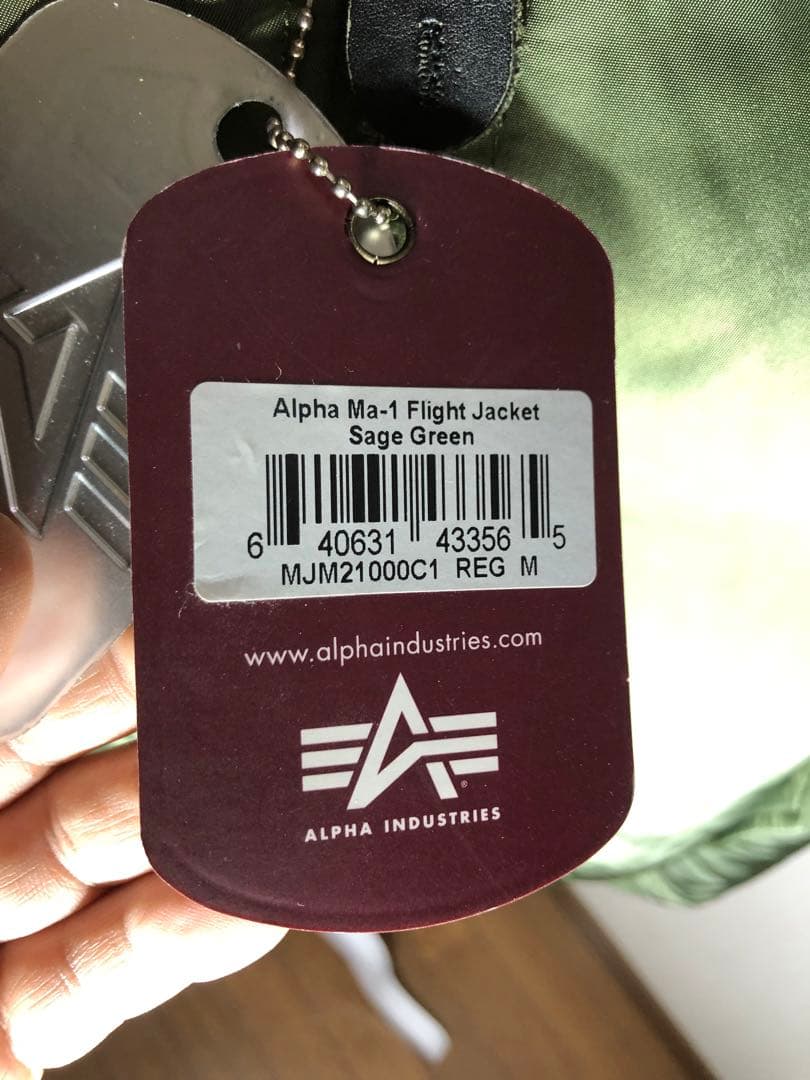 Alpha Ma-1 Flight Jacket
Sage Green
6 40631 43356 5
MJM21000C1 REG M
www.alphaindustries.com
®
ALPHA INDUSTRIES